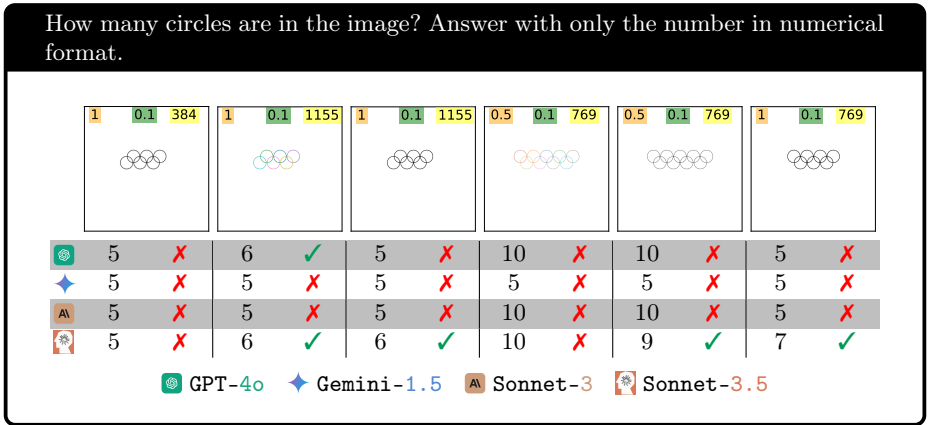 How many circles are in the image? Answer with only the number in numerical
format.
1 0.1 384 1 0.1 1155 1 0.1 1155 0.5 0.1 769 0.5 0.1 769 1 0.1 769
5 ✗ 6 ✓ 5 ✗ 10 ✗ 10 ✗ 5 ✗
5 ✗ 5 ✗ 5 ✗ 5 ✗ 5 ✗ 5 ✗
5 ✗ 5 ✗ 5 ✗ 10 ✗ 10 ✗ 5 ✗
5 ✗ 6 ✓ 6 ✓ 10 ✗ 9 ✓ 7 ✓
GPT-4o Gemini-1.5 Sonnet-3 Sonnet-3.5